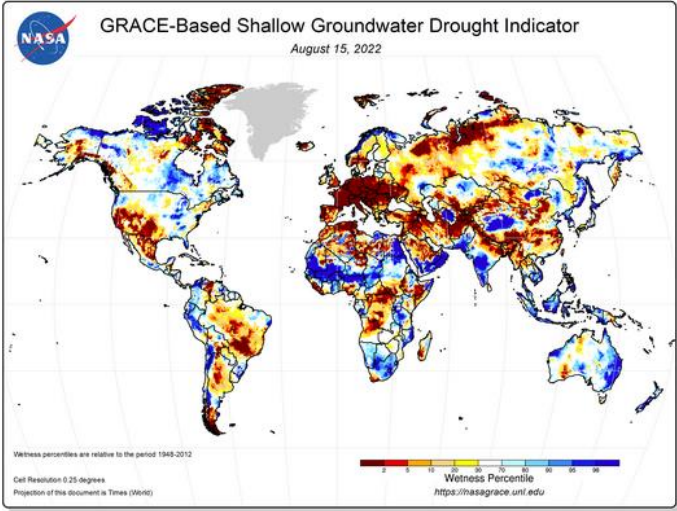 NASA
GRACE-Based Shallow Groundwater Drought Indicator
August 15, 2022
Wetness percentiles are relative to the period 1948-2012
Cell Resolution 0.25 degrees
Projection of this document is Times (World)
2 5 10 20 30 70 80 90 95 98
Wetness Percentile
https://nasagrace.unl.edu